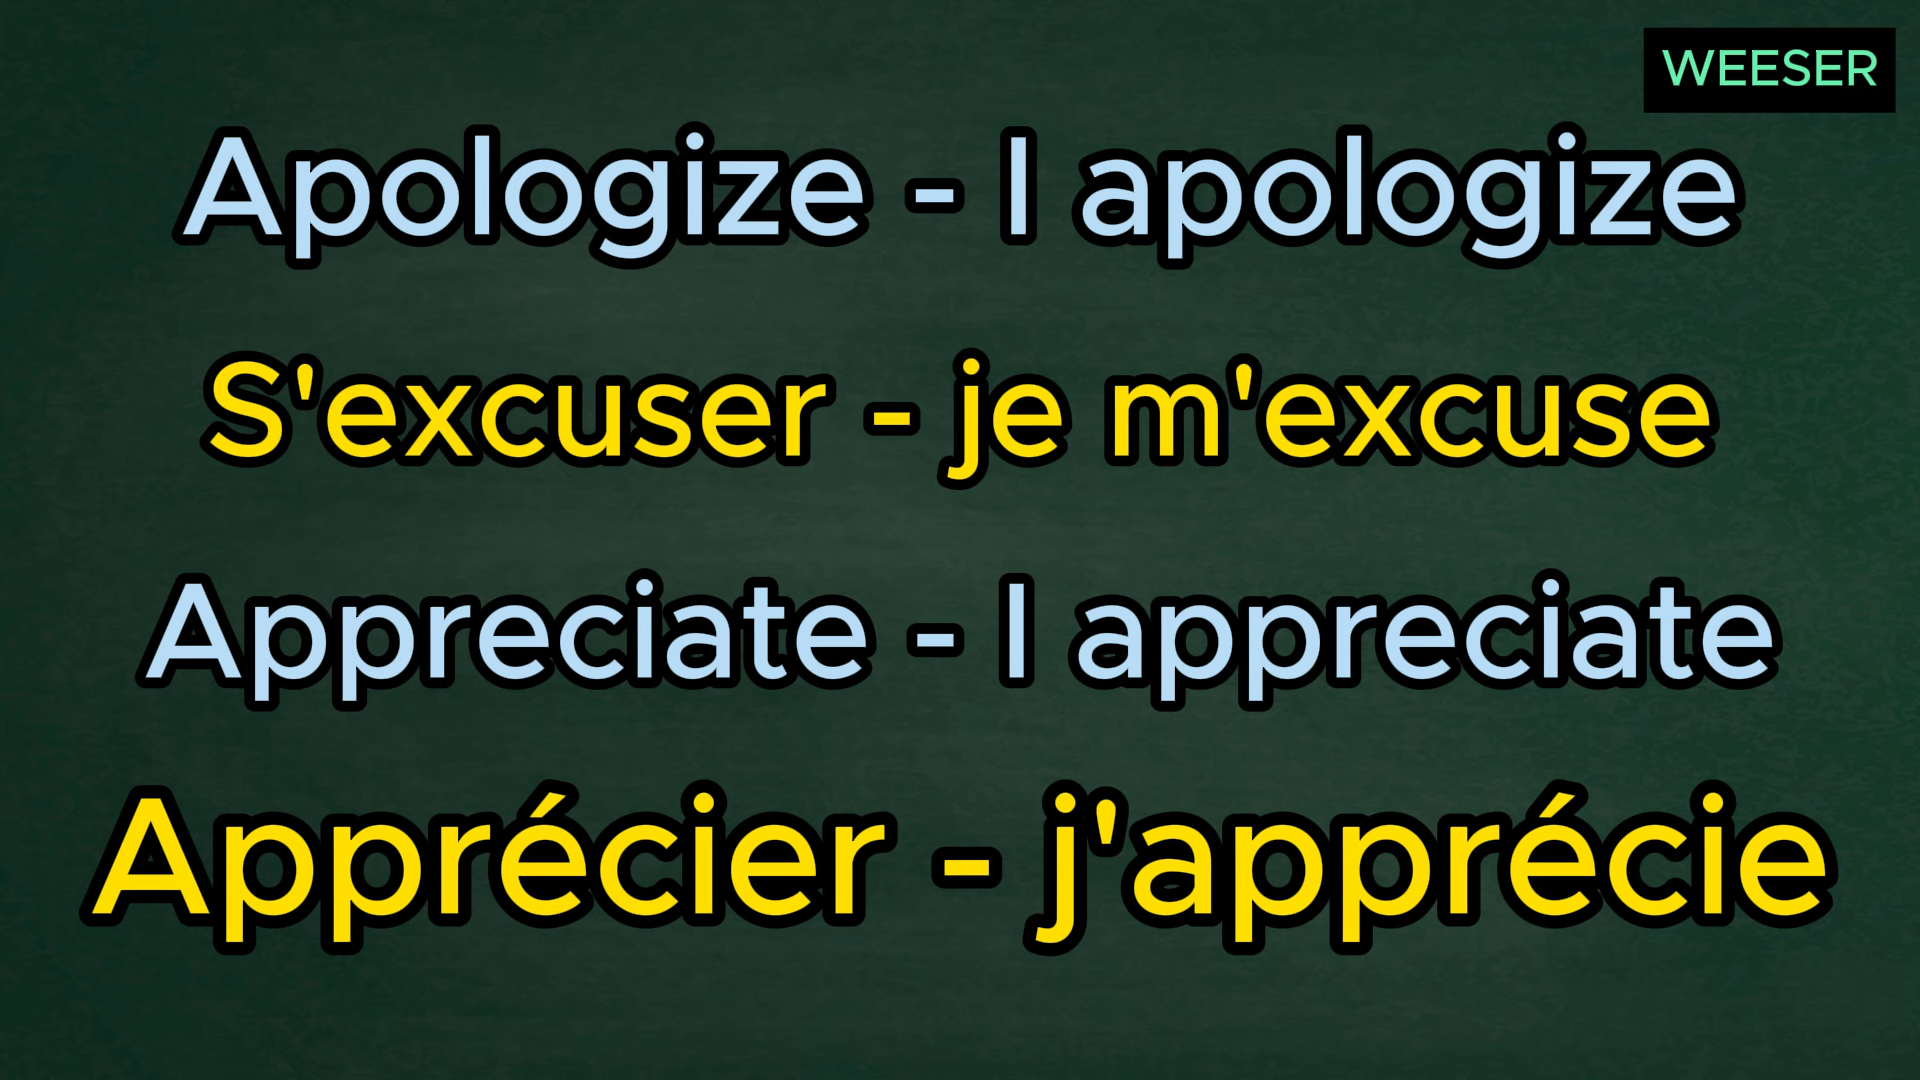 WEESER
Apologize - I apologize
S'excuser - je m'excuse
Appreciate - I appreciate
Apprécier - j'apprécie